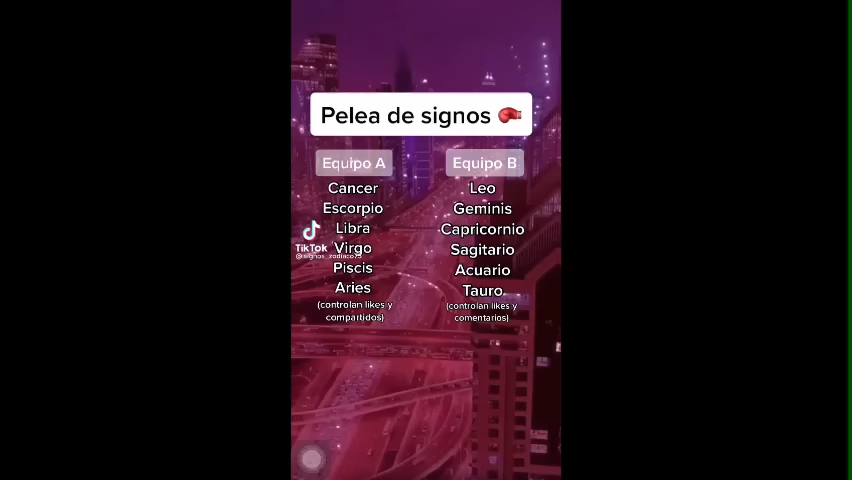 Pelea de signos 🥊
Equipo A
Cancer
Escorpio
Libra
Virgo
Piscis
Aries
(controlan likes y
compartidos)
Equipo B
Leo
Geminis
Capricornio
Sagitario
Acuario
Tauro
(controlan likes y
comentarios)
TikTok